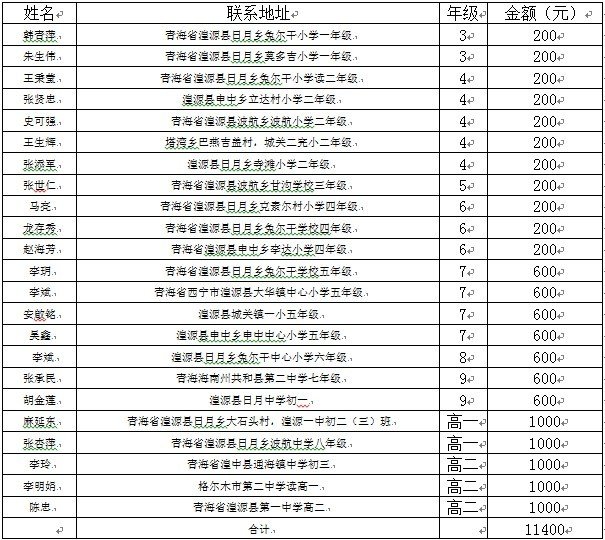 姓名 联系地址 年级 金额（元）
韩青萍 青海省湟源县日月乡兔尔干小学一年级 3 200
朱生伟 青海省湟源县日月乡莫多吉小学一年级 3 200
王秉莹 青海省湟源县日月乡兔尔干小学读二年级 4 200
张贤忠 湟源县申中乡立达村小学二年级 4 200
史可强 青海省湟源县波航乡波航小学二年级 4 200
王生辉 塔湾乡巴燕吉盖村，城关二完小二年级 4 200
张添军 湟源县日月乡寺滩小学二年级 4 200
张世仁 青海省湟源县波航乡甘沟学校三年级 5 200
马亮 青海省湟源县日月乡克素尔村小学四年级 6 200
龙存秀 青海省湟源县日月乡兔尔干学校四年级 6 200
赵海芳 青海省湟源县申中乡李达小学四年级 6 200
李玥 青海省湟源县日月乡兔尔干学校五年级 7 600
李斌 青海省西宁市湟源县大华镇中心小学五年级 7 600
安敏铭 湟源县城关镇一小五年级 7 600
吴鑫 湟源县申中乡申中中心小学五年级 7 600
李斌 湟源县日月乡兔尔干中心小学六年级 8 600
张承民 青海海南州共和县第二中学七年级 9 600
胡金莲 湟源县日月中学初一 9 600
麻延东 青海省湟源县日月乡大石头村，湟源一中初二（三）班 高一 1000
张杏萍 青海省湟源县日月乡波航中学八年级 高一 1000
李玲 青海省湟中县通海镇中学初三 高二 1000
李明娟 格尔木市第二中学读高一 高二 1000
陈忠 青海省湟源县第一中学高二 高二 1000
合计 11400